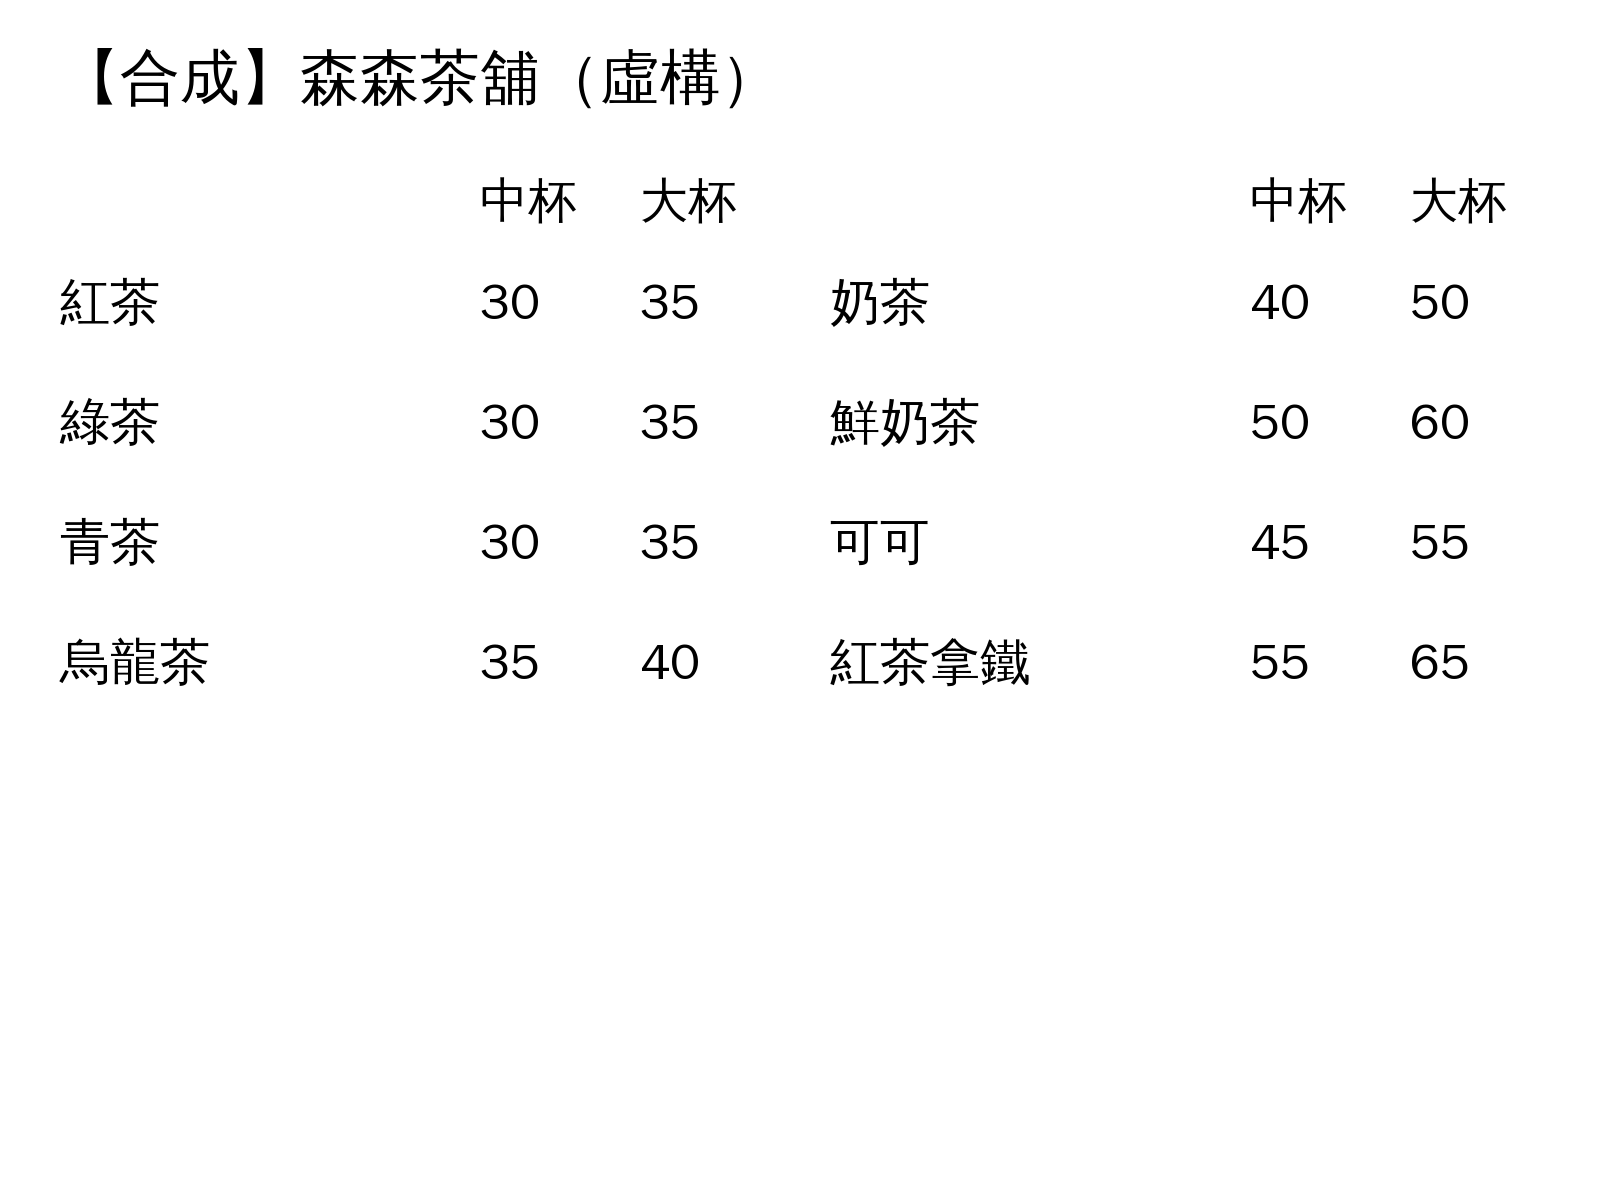 【合成】森森茶舖（虛構）
中杯 大杯 中杯 大杯
紅茶 30 35 奶茶 40 50
綠茶 30 35 鮮奶茶 50 60
青茶 30 35 可可 45 55
烏龍茶 35 40 紅茶拿鐵 55 65